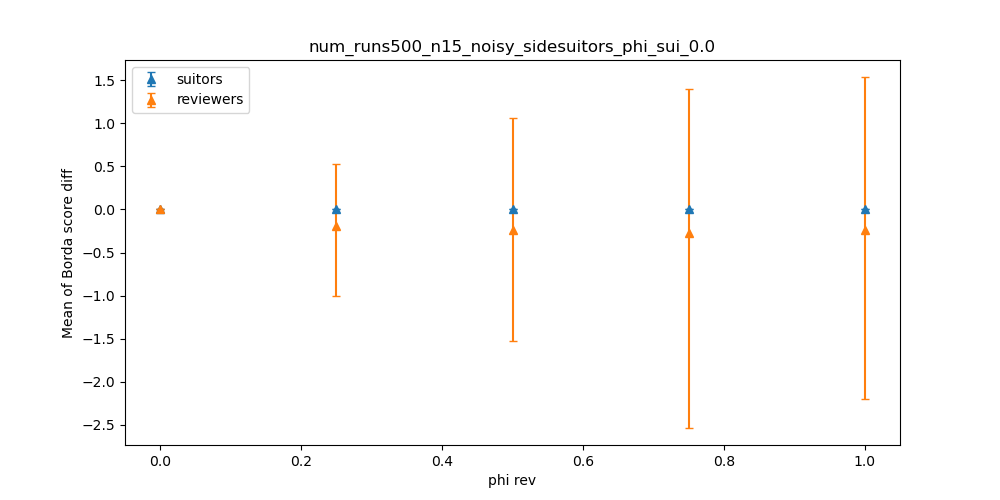 num_runs500_n15_noisy_sidesuitors_phi_sui_0.0
suitors
reviewers
Mean of Borda score diff
1.5
1.0
0.5
0.0
−0.5
−1.0
−1.5
−2.0
−2.5
0.0 0.2 0.4 0.6 0.8 1.0
phi rev